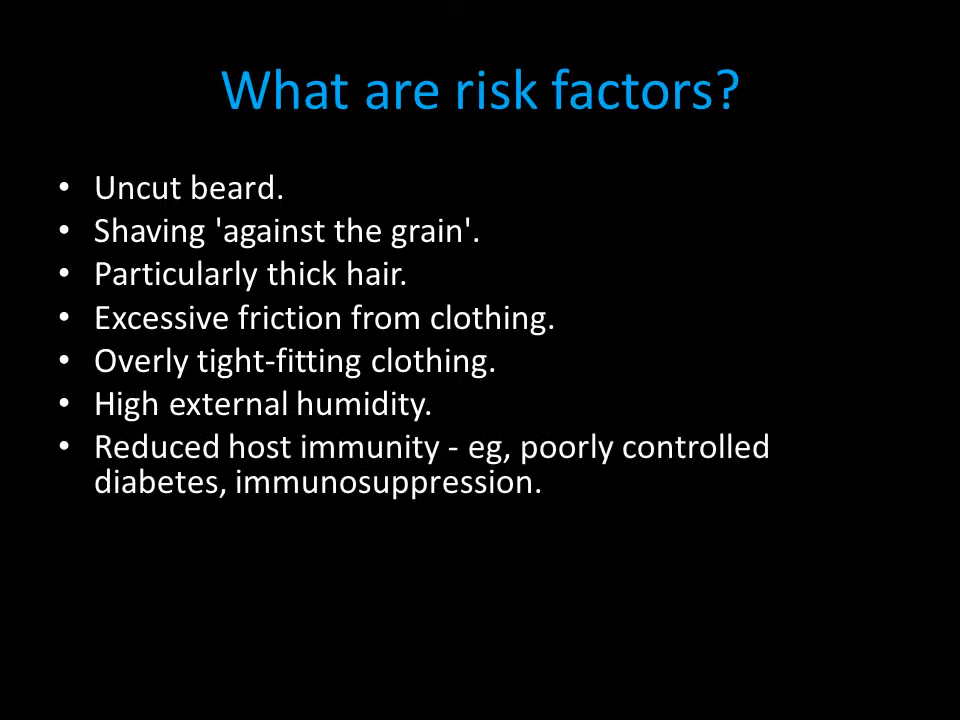 What are risk factors?
• Uncut beard.
• Shaving 'against the grain'.
• Particularly thick hair.
• Excessive friction from clothing.
• Overly tight-fitting clothing.
• High external humidity.
• Reduced host immunity - eg, poorly controlled
diabetes, immunosuppression.